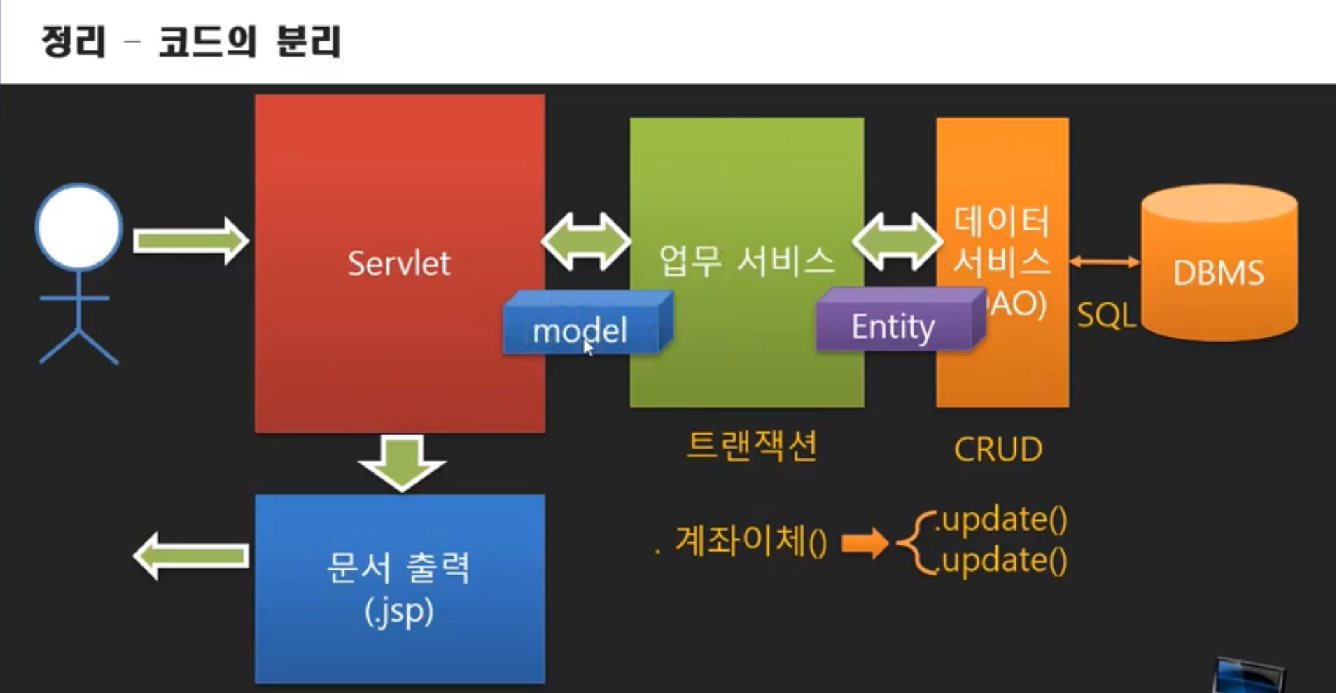 정리 – 코드의 분리
Servlet
model
업무 서비스
Entity
데이터
서비스
AO)
SQL
DBMS
트랜잭션
CRUD
. 계좌이체()
.update()
.update()
문서 출력
(.jsp)